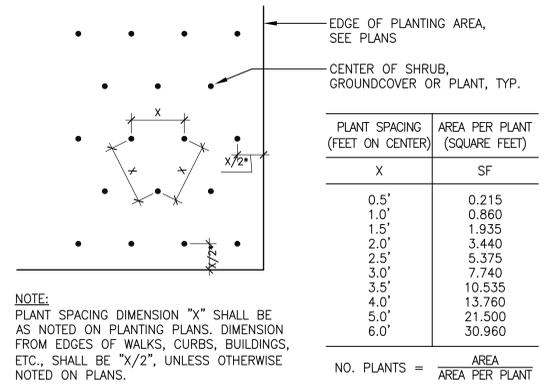 EDGE OF PLANTING AREA,
SEE PLANS
CENTER OF SHRUB,
GROUNDCOVER OR PLANT, TYP.
X
X
X
X/2*
X/2*
PLANT SPACING AREA PER PLANT
(FEET ON CENTER) (SQUARE FEET)
X SF
0.5' 0.215
1.0' 0.860
1.5' 1.935
2.0' 3.440
2.5' 5.375
3.0' 7.740
3.5' 10.535
4.0' 13.760
5.0' 21.500
6.0' 30.960
NO. PLANTS = AREA
AREA PER PLANT
NOTE:
PLANT SPACING DIMENSION "X" SHALL BE
AS NOTED ON PLANTING PLANS. DIMENSION
FROM EDGES OF WALKS, CURBS, BUILDINGS,
ETC., SHALL BE "X/2", UNLESS OTHERWISE
NOTED ON PLANS.